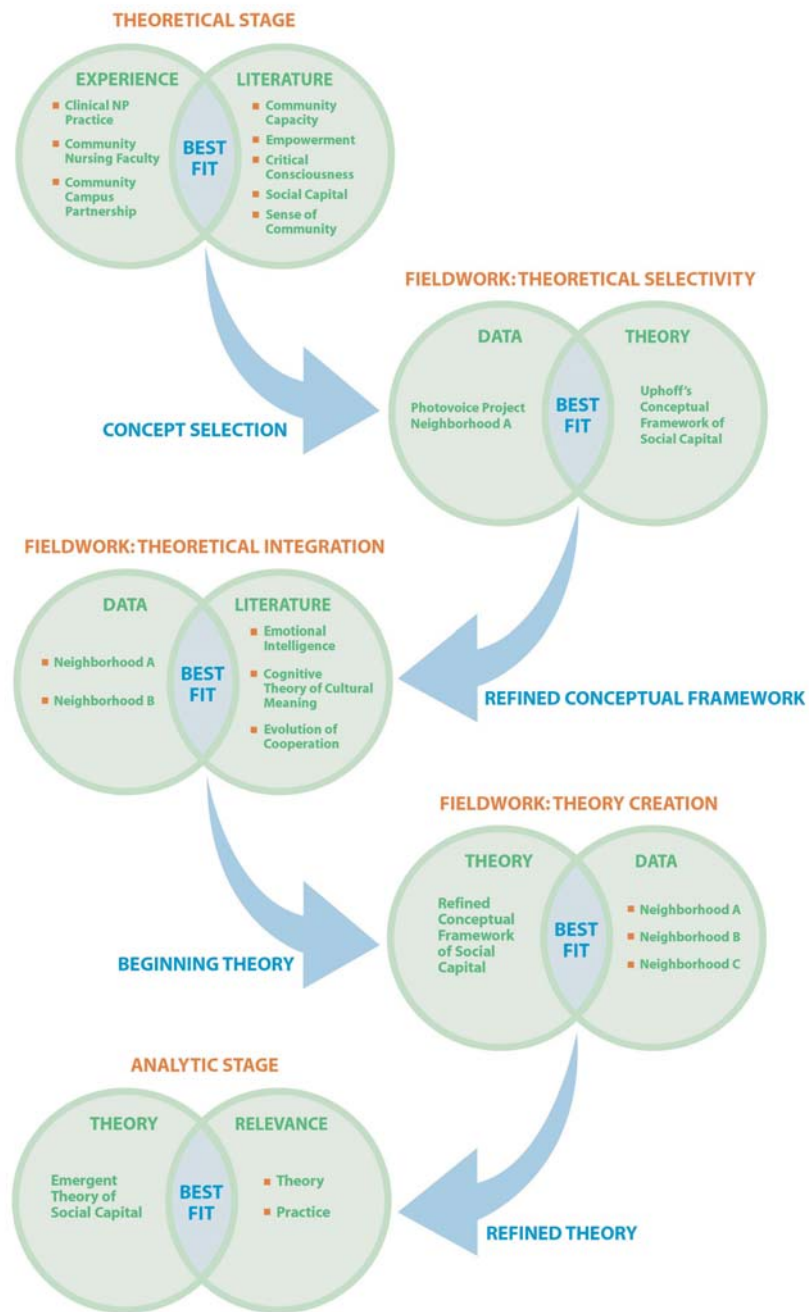 THEORETICAL STAGE
EXPERIENCE
Clinical NP
Practice
Community
Nursing Faculty
Community
Campus
Partnership
BEST
FIT
LITERATURE
Community
Capacity
Empowerment
Critical
Consciousness
Social Capital
Sense of
Community
CONCEPT SELECTION
FIELDWORK: THEORETICAL SELECTIVITY
DATA
Photovoice Project
Neighborhood A
BEST
FIT
THEORY
Uphoff's
Conceptual
Framework of
Social Capital
REFINED CONCEPTUAL FRAMEWORK
FIELDWORK: THEORETICAL INTEGRATION
DATA
Neighborhood A
Neighborhood B
BEST
FIT
LITERATURE
Emotional
Intelligence
Cognitive
Theory of Cultural
Meaning
Evolution of
Cooperation
BEGINNING THEORY
FIELDWORK: THEORY CREATION
THEORY
Refined
Conceptual
Framework
of Social
Capital
BEST
FIT
DATA
Neighborhood A
Neighborhood B
Neighborhood C
REFINED THEORY
ANALYTIC STAGE
THEORY
Emergent
Theory of
Social Capital
BEST
FIT
RELEVANCE
Theory
Practice